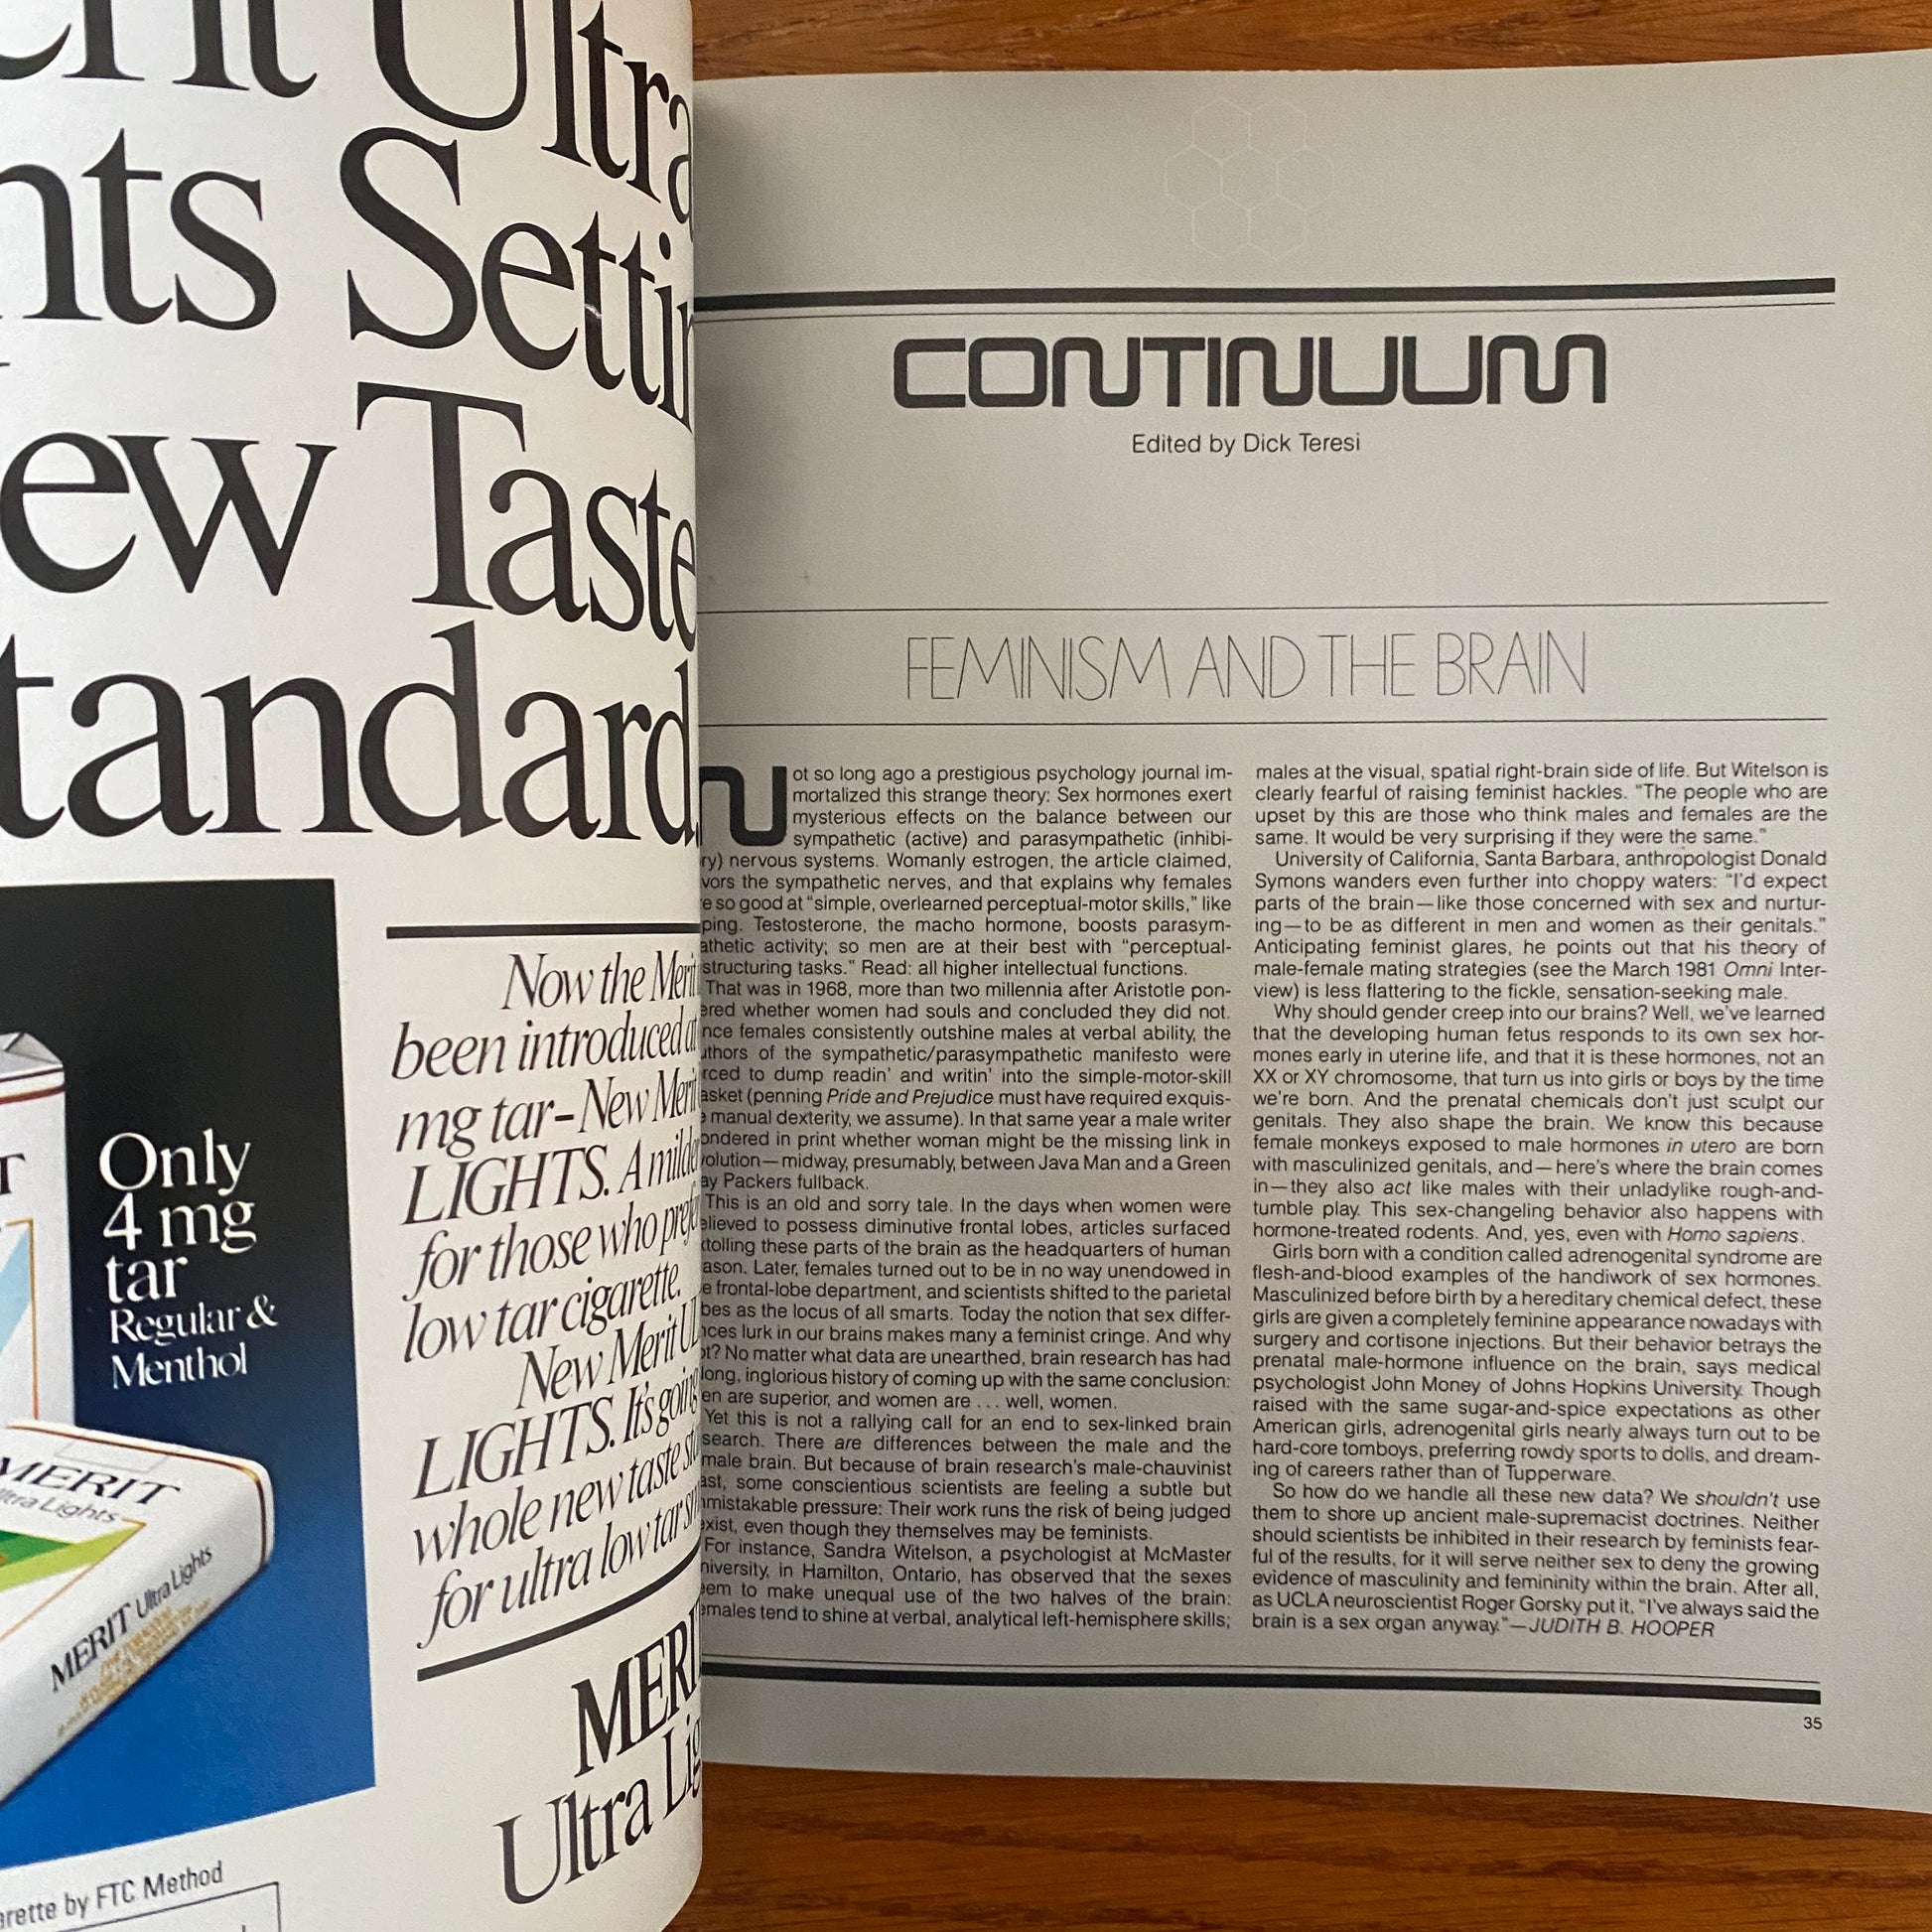 ent Ultra
nts Settin
ew Taste
tandard.
Now the Merit
been introduced at
mg tar–New Merit
LIGHTS. A milder
for those who prefer
low tar cigarette.
New Merit UL
LIGHTS. It's going
whole new taste sta
for ultra low tar sm
MERIT
Ultra Lig
Only
4 mg
tar
Regular &
Menthol
MERIT
Ultra Lights
MERIT Ultra Lights
arette by FTC Method
CONTINUUM
Edited by Dick Teresi
FEMINISM AND THE BRAIN
Not so long ago a prestigious psychology journal im-
mortalized this strange theory: Sex hormones exert
mysterious effects on the balance between our
sympathetic (active) and parasympathetic (inhibi-
ry) nervous systems. Womanly estrogen, the article claimed,
vors the sympathetic nerves, and that explains why females
e so good at "simple, overlearned perceptual-motor skills," like
ping. Testosterone, the macho hormone, boosts parasym-
athetic activity; so men are at their best with "perceptual-
structuring tasks." Read: all higher intellectual functions.
That was in 1968, more than two millennia after Aristotle pon-
ered whether women had souls and concluded they did not.
nce females consistently outshine males at verbal ability, the
uthors of the sympathetic/parasympathetic manifesto were
rced to dump readin' and writin' into the simple-motor-skill
asket (penning Pride and Prejudice must have required exquis-
e manual dexterity, we assume). In that same year a male writer
ondered in print whether woman might be the missing link in
volution—midway, presumably, between Java Man and a Green
ay Packers fullback.
This is an old and sorry tale. In the days when women were
elieved to possess diminutive frontal lobes, articles surfaced
xtolling these parts of the brain as the headquarters of human
ason. Later, females turned out to be in no way unendowed in
e frontal-lobe department, and scientists shifted to the parietal
bes as the locus of all smarts. Today the notion that sex differ-
nces lurk in our brains makes many a feminist cringe. And why
ot? No matter what data are unearthed, brain research has had
long, inglorious history of coming up with the same conclusion:
en are superior, and women are . . . well, women.
Yet this is not a rallying call for an end to sex-linked brain
search. There are differences between the male and the
male brain. But because of brain research's male-chauvinist
ast, some conscientious scientists are feeling a subtle but
nmistakable pressure: Their work runs the risk of being judged
exist, even though they themselves may be feminists.
For instance, Sandra Witelson, a psychologist at McMaster
niversity, in Hamilton, Ontario, has observed that the sexes
eem to make unequal use of the two halves of the brain:
emales tend to shine at verbal, analytical left-hemisphere skills;
males at the visual, spatial right-brain side of life. But Witelson is
clearly fearful of raising feminist hackles. "The people who are
upset by this are those who think males and females are the
same. It would be very surprising if they were the same."
University of California, Santa Barbara, anthropologist Donald
Symons wanders even further into choppy waters: "I'd expect
parts of the brain—like those concerned with sex and nurtur-
ing—to be as different in men and women as their genitals."
Anticipating feminist glares, he points out that his theory of
male-female mating strategies (see the March 1981 Omni Inter-
view) is less flattering to the fickle, sensation-seeking male.
Why should gender creep into our brains? Well, we've learned
that the developing human fetus responds to its own sex hor-
mones early in uterine life, and that it is these hormones, not an
XX or XY chromosome, that turn us into girls or boys by the time
we're born. And the prenatal chemicals don't just sculpt our
genitals. They also shape the brain. We know this because
female monkeys exposed to male hormones in utero are born
with masculinized genitals, and—here's where the brain comes
in—they also act like males with their unladylike rough-and-
tumble play. This sex-changeling behavior also happens with
hormone-treated rodents. And, yes, even with Homo sapiens.
Girls born with a condition called adrenogenital syndrome are
flesh-and-blood examples of the handiwork of sex hormones.
Masculinized before birth by a hereditary chemical defect, these
girls are given a completely feminine appearance nowadays with
surgery and cortisone injections. But their behavior betrays the
prenatal male-hormone influence on the brain, says medical
psychologist John Money of Johns Hopkins University. Though
raised with the same sugar-and-spice expectations as other
American girls, adrenogenital girls nearly always turn out to be
hard-core tomboys, preferring rowdy sports to dolls, and dream-
ing of careers rather than of Tupperware.
So how do we handle all these new data? We shouldn't use
them to shore up ancient male-supremacist doctrines. Neither
should scientists be inhibited in their research by feminists fear-
ful of the results, for it will serve neither sex to deny the growing
evidence of masculinity and femininity within the brain. After all,
as UCLA neuroscientist Roger Gorsky put it, "I've always said the
brain is a sex organ anyway."—JUDITH B. HOOPER
35